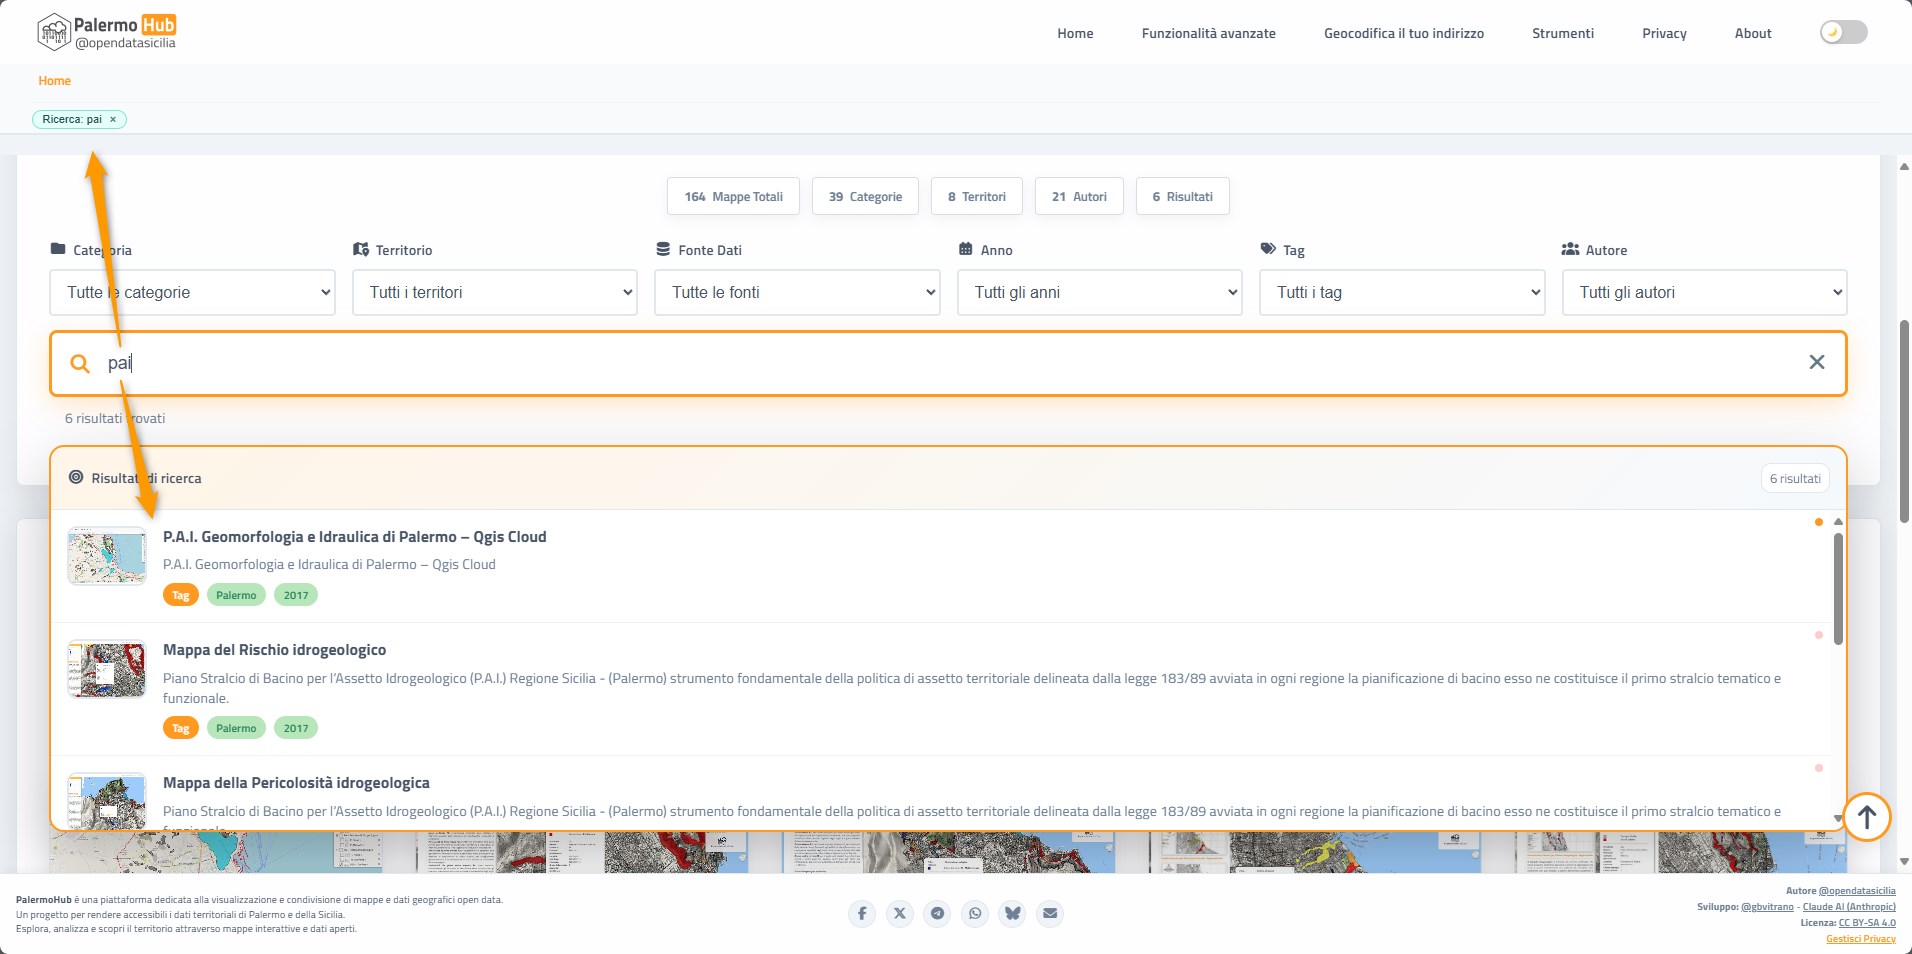 Palermo Hub
@opendatasicilia
Home
Funzionalità avanzate
Geocodifica il tuo indirizzo
Strumenti
Privacy
About
Home
Ricerca: pai ×
164 Mappe Totali
39 Categorie
8 Territori
21 Autori
6 Risultati
Categoria
Territorio
Fonte Dati
Anno
Tag
Autore
Tutte le categorie
Tutti i territori
Tutte le fonti
Tutti gli anni
Tutti i tag
Tutti gli autori
pai
6 risultati trovati
Risultati di ricerca
6 risultati
P.A.I. Geomorfologia e Idraulica di Palermo – Qgis Cloud
P.A.I. Geomorfologia e Idraulica di Palermo – Qgis Cloud
Tag Palermo 2017
Mappa del Rischio idrogeologico
Piano Stralcio di Bacino per l’Assetto Idrogeologico (P.A.I.) Regione Sicilia - (Palermo) strumento fondamentale della politica di assetto territoriale delineata dalla legge 183/89 avviata in ogni regione la pianificazione di bacino esso ne costituisce il primo stralcio tematico e
funzionale.
Tag Palermo 2017
Mappa della Pericolosità idrogeologica
Piano Stralcio di Bacino per l’Assetto Idrogeologico (P.A.I.) Regione Sicilia - (Palermo) strumento fondamentale della politica di assetto territoriale delineata dalla legge 183/89 avviata in ogni regione la pianificazione di bacino esso ne costituisce il primo stralcio tematico e
PalermoHub è una piattaforma dedicata alla visualizzazione e condivisione di mappe e dati geografici open data.
Un progetto per rendere accessibili i dati territoriali di Palermo e della Sicilia.
Esplora, analizza e scopri il territorio attraverso mappe interattive e dati aperti.
Autore @opendatasicilia
Sviluppo: @gbvitrano - Claude AI (Anthropic)
Licenza: CC BY-SA 4.0
Gestisci Privacy